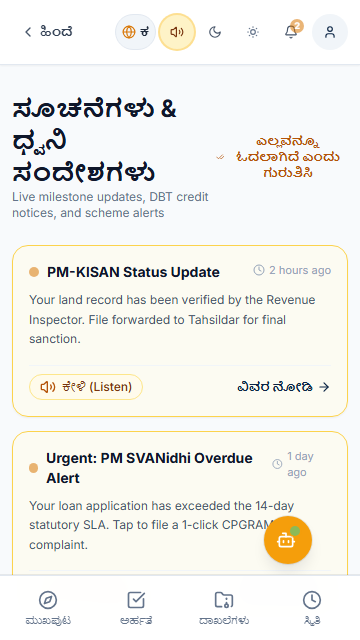 ಹಿಂದೆ
ಕ
2
ಸೂಚನೆಗಳು &
ಧ್ವನಿ
ಸಂದೇಶಗಳು
Live milestone updates, DBT credit
notices, and scheme alerts
ಎಲ್ಲವನ್ನೂ
ಓದಲಾಗಿದೆ ಎಂದು
ಗುರುತಿಸಿ
PM-KISAN Status Update
2 hours ago
Your land record has been verified by the Revenue
Inspector. File forwarded to Tahsildar for final
sanction.
ಕೇಳಿ (Listen)
ವಿವರ ನೋಡಿ
Urgent: PM SVANidhi Overdue
Alert
1 day
ago
Your loan application has exceeded the 14-day
statutory SLA. Tap to file a 1-click CPGRAM
complaint.
ಮುಖಪುಟ
ಅರ್ಹತೆ
ದಾಖಲೆಗಳು
ಸ್ಥಿತಿ